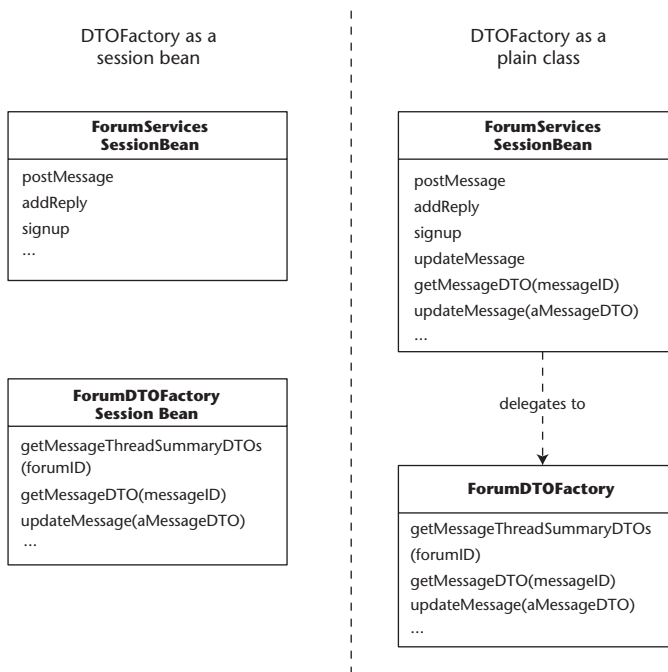 DTOFactory as a
session bean
ForumServices
SessionBean
postMessage
addReply
signup
...
ForumDTOFactory
Session Bean
getMessageThreadSummaryDTOs
(forumID)
getMessageDTO(messageID)
updateMessage(aMessageDTO)
...
DTOFactory as a
plain class
ForumServices
SessionBean
postMessage
addReply
signup
updateMessage
getMessageDTO(messageID)
updateMessage(aMessageDTO)
...
delegates to
ForumDTOFactory
getMessageThreadSummaryDTOs
(forumID)
getMessageDTO(messageID)
updateMessage(aMessageDTO)
...